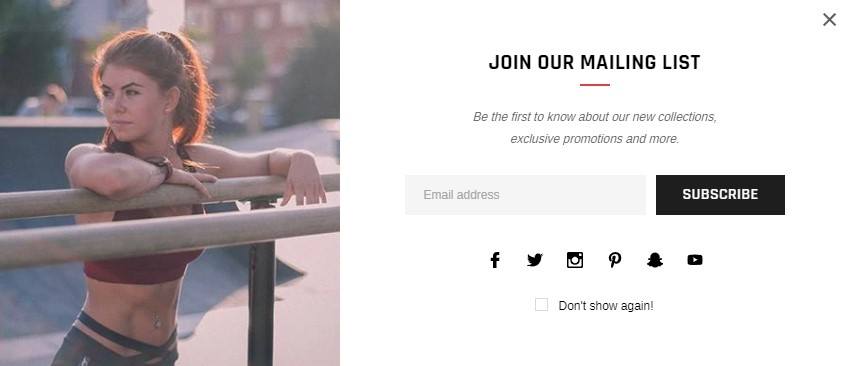 JOIN OUR MAILING LIST
Be the first to know about our new collections,
exclusive promotions and more.
Email address
SUBSCRIBE
Don't show again!